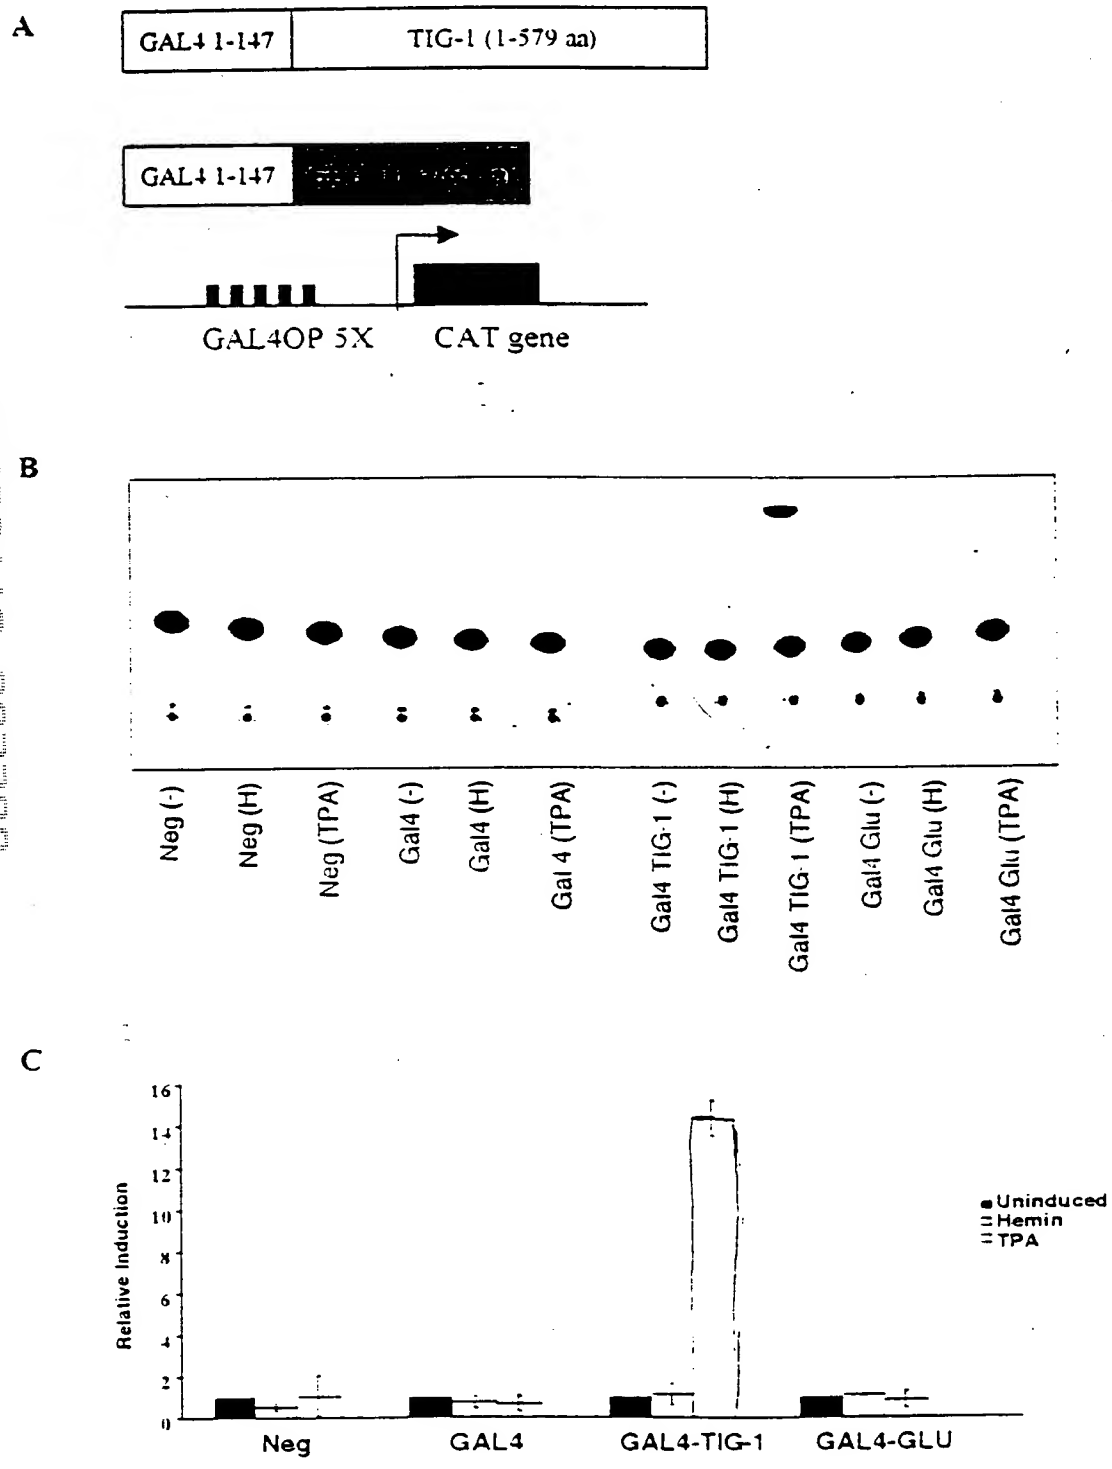 A
GAL4 1-147
TIG-1 (1-579 aa)
GAL4 1-147
GAL4OP 5X
CAT gene
B
Neg (-)
Neg (H)
Neg (TPA)
Gal4 (-)
Gal4 (H)
Gal 4 (TPA)
Gal4 TIG-1 (-)
Gal4 TIG-1 (H)
Gal4 TIG-1 (TPA)
Gal4 Glu (-)
Gal4 Glu (H)
Gal4 Glu (TPA)
C
Relative Induction
16
14
12
10
8
6
4
2
0
Uninduced
Hemin
TPA
Neg
GAL4
GAL4-TIG-1
GAL4-GLU